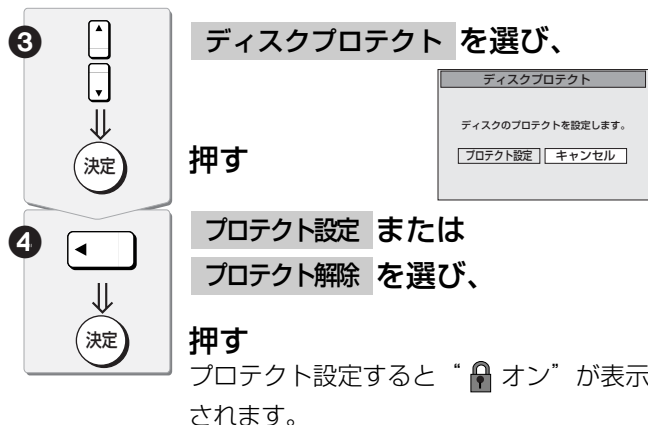 3
ディスクプロテクト を選び、
ディスクプロテクト
ディスクのプロテクトを設定します。
プロテクト設定 キャンセル
決定
押す
4
プロテクト設定 または
プロテクト解除 を選び、
決定
押す
プロテクト設定すると“ オン”が表示
されます。